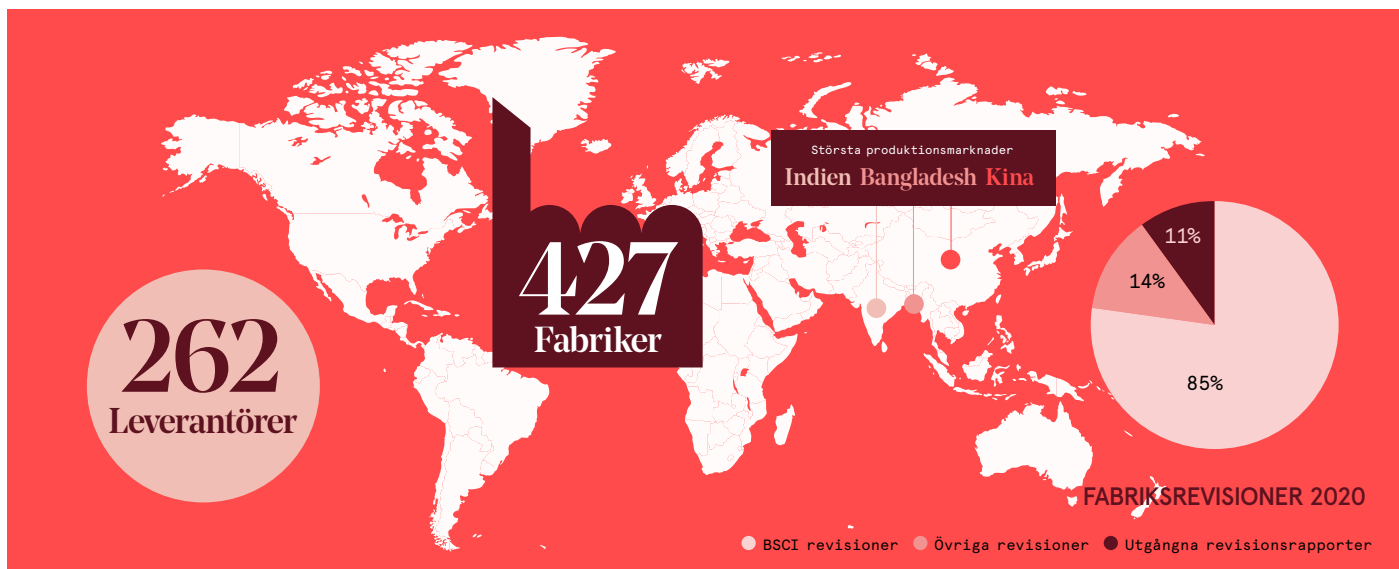 262
Leverantörer
427
Fabriker
Största produktionsmarknader
Indien Bangladesh Kina
11%
14%
85%
FABRIKSREVISIONER 2020
BSCI revisioner Övriga revisioner Utgångna revisionsrapporter